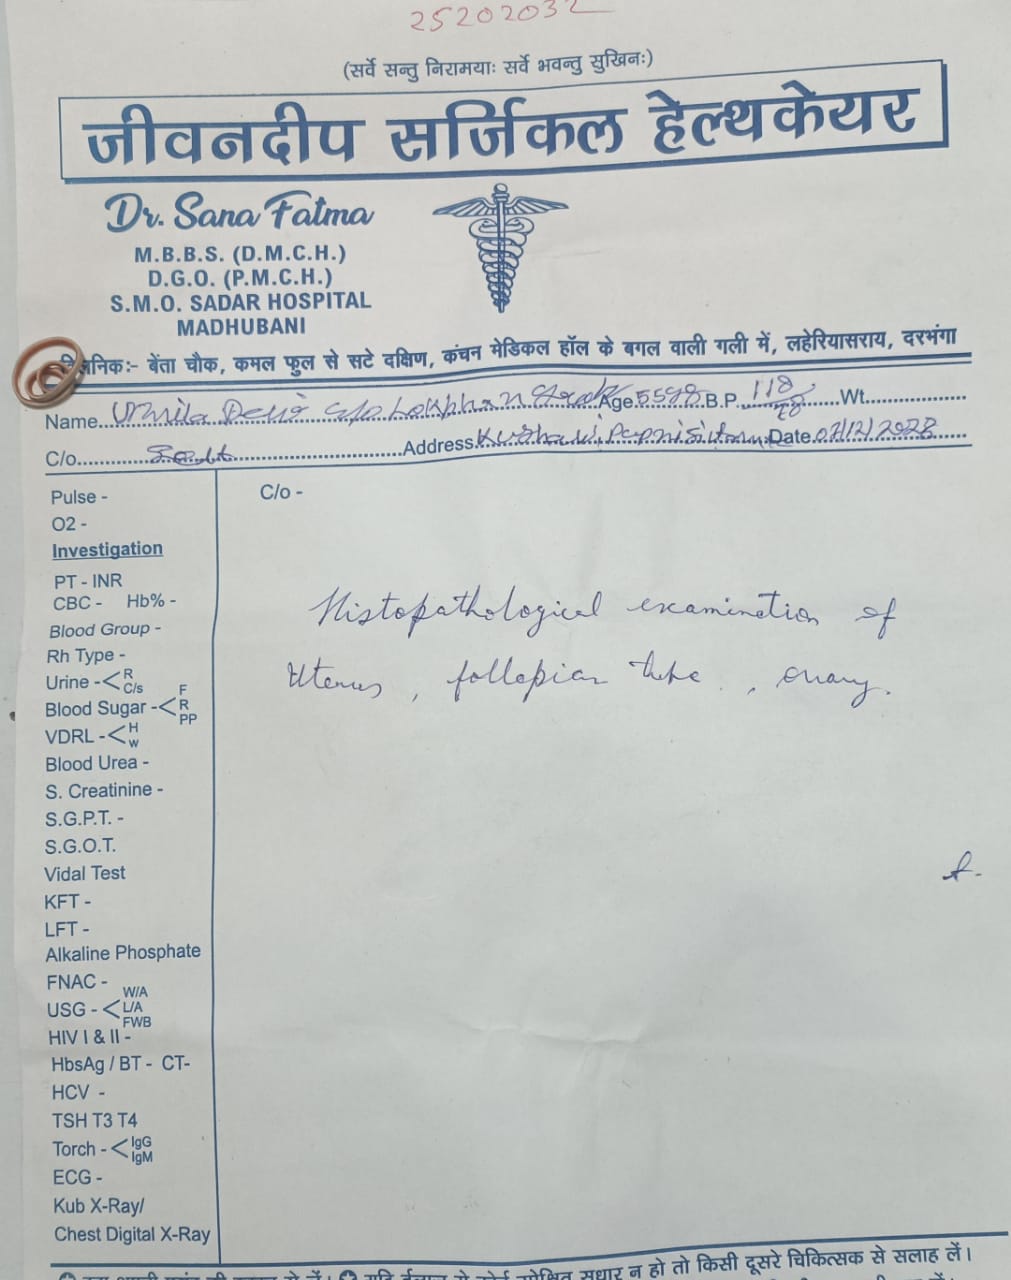 25202032
(सर्वे सन्तु निरामयाः सर्वे भवन्तु सुखिनः)
जीवनदीप सर्जिकल हेल्थकेयर
Dr. Sana Fatma
M.B.B.S. (D.M.C.H.)
D.G.O. (P.M.C.H.)
S.M.O. SADAR HOSPITAL
MADHUBANI
निकः- बेंता चौक, कमल फुल से सटे दक्षिण, कंचन मेडिकल हॉल के बगल वाली गली में, लहेरियासराय, दरभंगा
Name Urmila Devi Age B.P. 118/78 Wt.
C/o Address Date
Pulse -
C/o -
O2 -
Investigation
PT - INR
CBC - Hb% -
Blood Group -
Rh Type -
Urine -< R C/s
Blood Sugar -< F R PP
VDRL -< H W
Blood Urea -
S. Creatinine -
S.G.P.T. -
S.G.O.T.
Vidal Test
KFT -
LFT -
Alkaline Phosphate
FNAC -
USG - < W/A L/A FWB
HIV I & II -
HbsAg / BT - CT-
HCV -
TSH T3 T4
Torch -< IgG IgM
ECG -
Kub X-Ray/
Chest Digital X-Ray
Histopathological examination of
Uterus, follopian tube, ovary.
सुधार न हो तो किसी दूसरे चिकित्सक से सलाह लें।